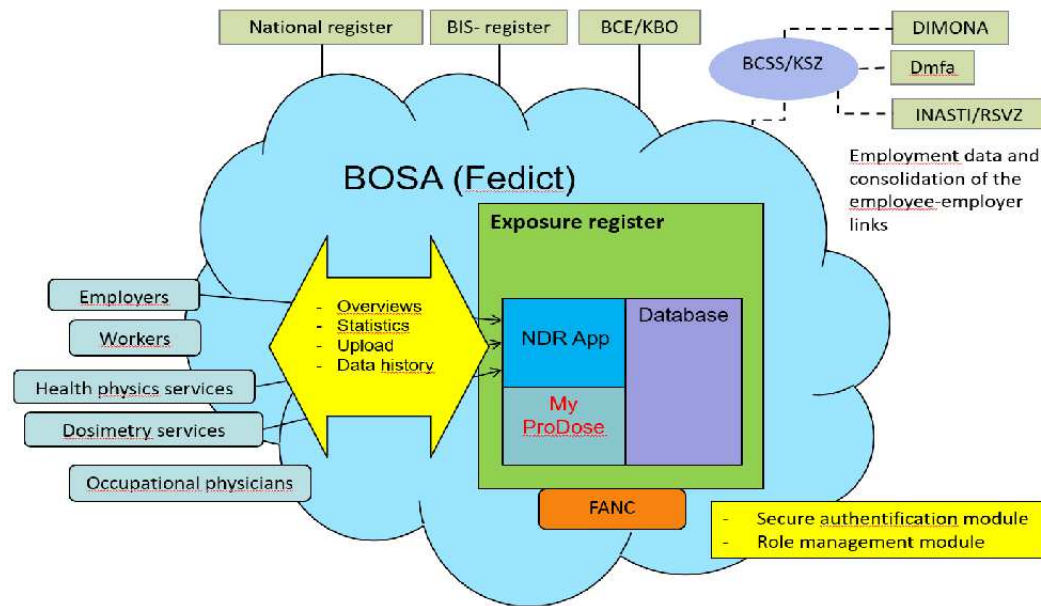 National register
BIS- register
BCE/KBO
DIMONA
BCSS/KSZ
Dmfa
INASTI/RSVZ
Employment data and
consolidation of the
employee-employer
links
BOSA (Fedict)
Exposure register
Employers
Workers
Health physics services
Dosimetry services
Occupational physicians
- Overviews
- Statistics
- Upload
- Data history
NDR App
Database
My
ProDose
FANC
- Secure authentification module
- Role management module